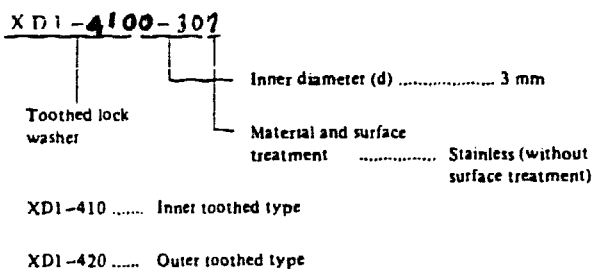 XD1-4100-307
Inner diameter (d) .................. 3 mm
Toothed lock
washer
Material and surface
treatment ............... Stainless (without
surface treatment)
XD1-410 ....... Inner toothed type
XD1-420 ...... Outer toothed type